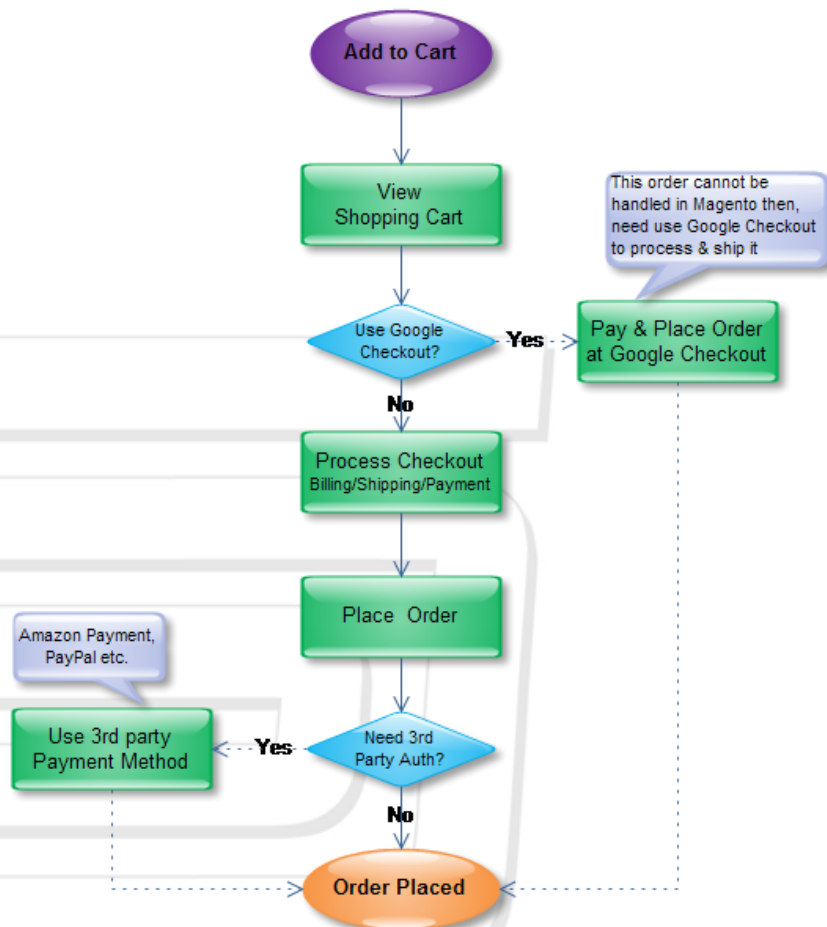 Add to Cart
View
Shopping Cart
This order cannot be
handled in Magento then,
need use Google Checkout
to process & ship it
Use Google
Checkout?
Yes
Pay & Place Order
at Google Checkout
No
Process Checkout
Billing/Shipping/Payment
Place Order
Amazon Payment,
PayPal etc.
Use 3rd party
Payment Method
Yes
Need 3rd
Party Auth?
No
Order Placed